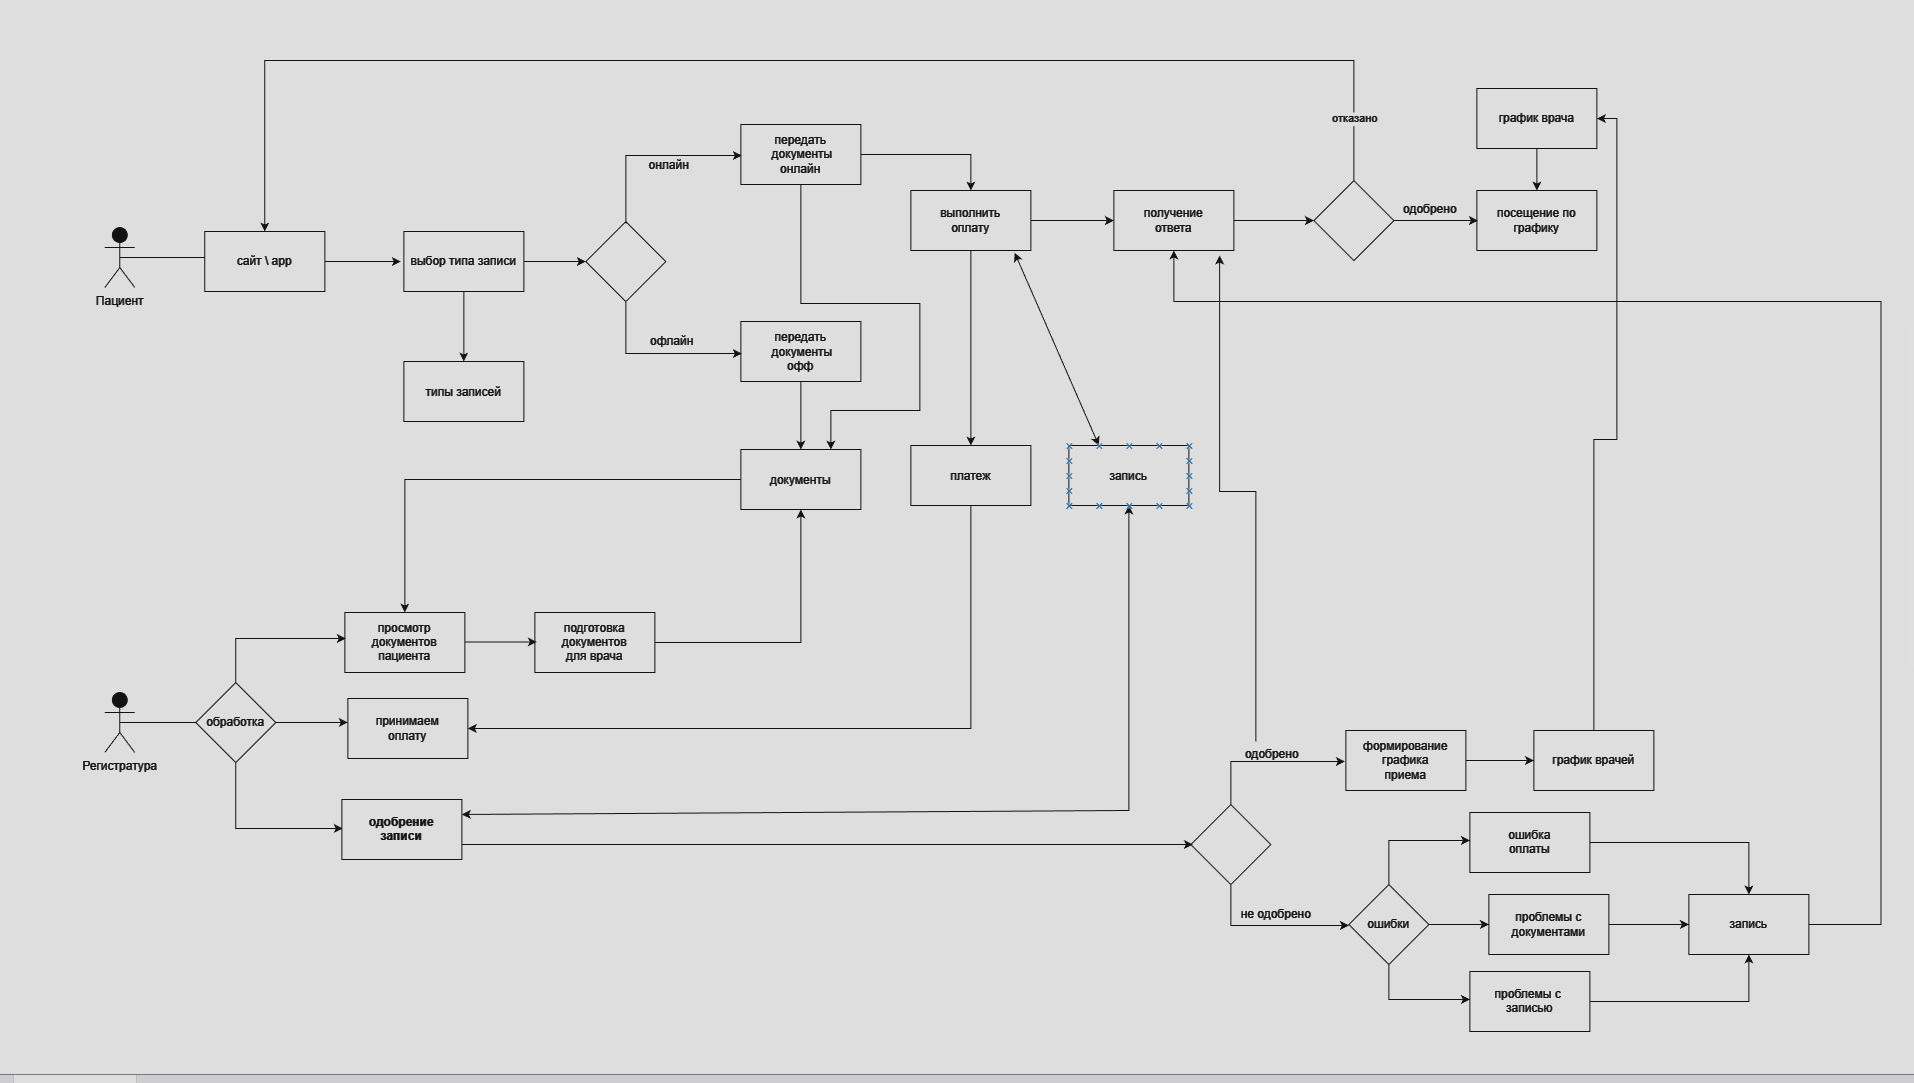 отказано
график врача
передать
документы
онлайн
онлайн
выполнить
оплату
получение
ответа
одобрено
посещение по
графику
Пациент
сайт \ app
выбор типа записи
офлайн
передать
документы
офф
типы записей
документы
платеж
запись
просмотр
документов
пациента
подготовка
документов
для врача
Регистратура
обработка
принимаем
оплату
одобрено
формирование
графика
приема
график врачей
одобрение
записи
ошибка
оплаты
не одобрено
ошибки
проблемы с
документами
запись
проблемы с
записью